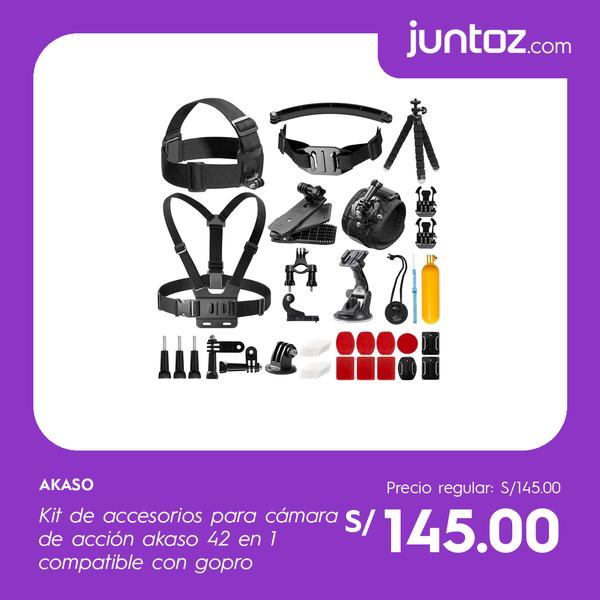 juntoz.com
AKASO
Kit de accesorios para cámara
de acción akaso 42 en 1
compatible con gopro
Precio regular: S/145.00
S/ 145.00